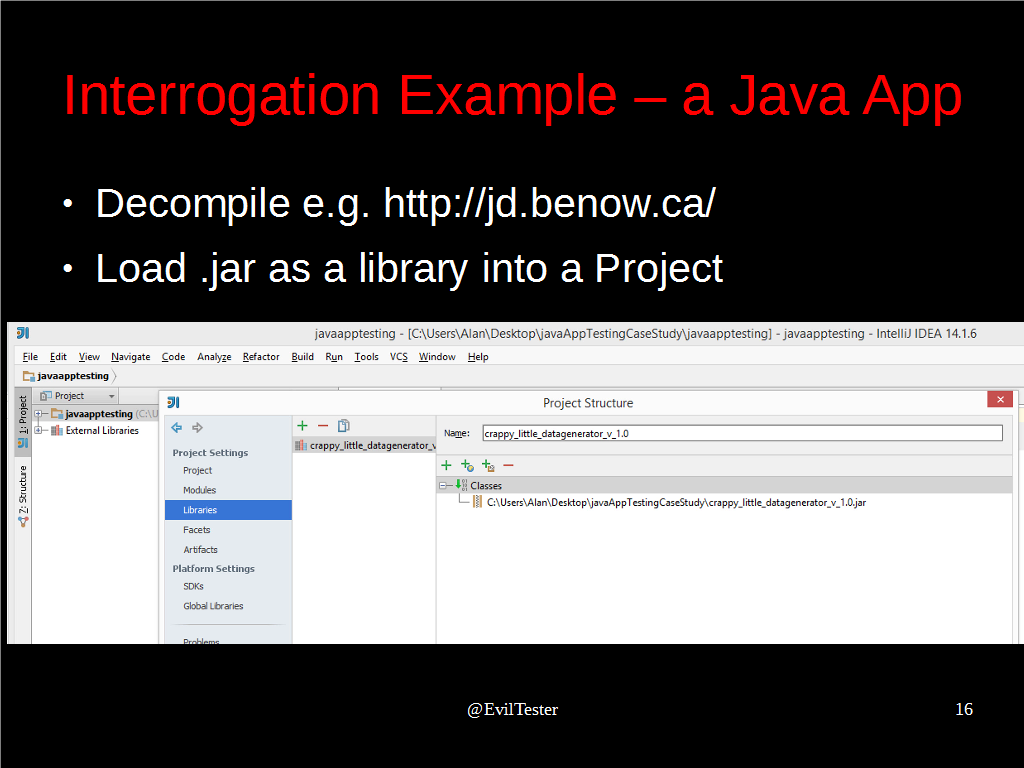 Interrogation Example – a Java App
• Decompile e.g. http://jd.benow.ca/
• Load .jar as a library into a Project
javaapptesting - [C:\Users\Alan\Desktop\javaAppTestingCaseStudy\javaapptesting] - javaapptesting - IntelliJ IDEA 14.1.6
File Edit View Navigate Code Analyze Refactor Build Run Tools VCS Window Help
javaapptesting
1: Project
Z: Structure
Project
javaapptesting (C:\U
External Libraries
Project Structure
Project Settings
Project
Modules
Libraries
Facets
Artifacts
Platform Settings
SDKs
Global Libraries
Problems
crappy_little_datagenerator_v
Name: crappy_little_datagenerator_v_1.0
Classes
C:\Users\Alan\Desktop\javaAppTestingCaseStudy\crappy_little_datagenerator_v_1.0.jar
@EvilTester
16